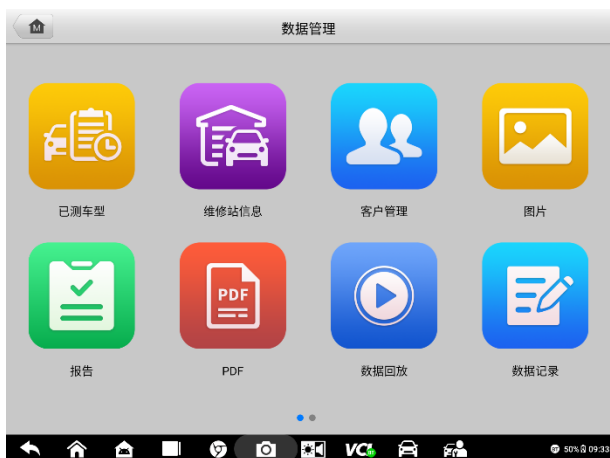 M
数据管理
已测车型
维修站信息
客户管理
图片
PDF
报告
PDF
数据回放
数据记录
VCI
50% 09:33